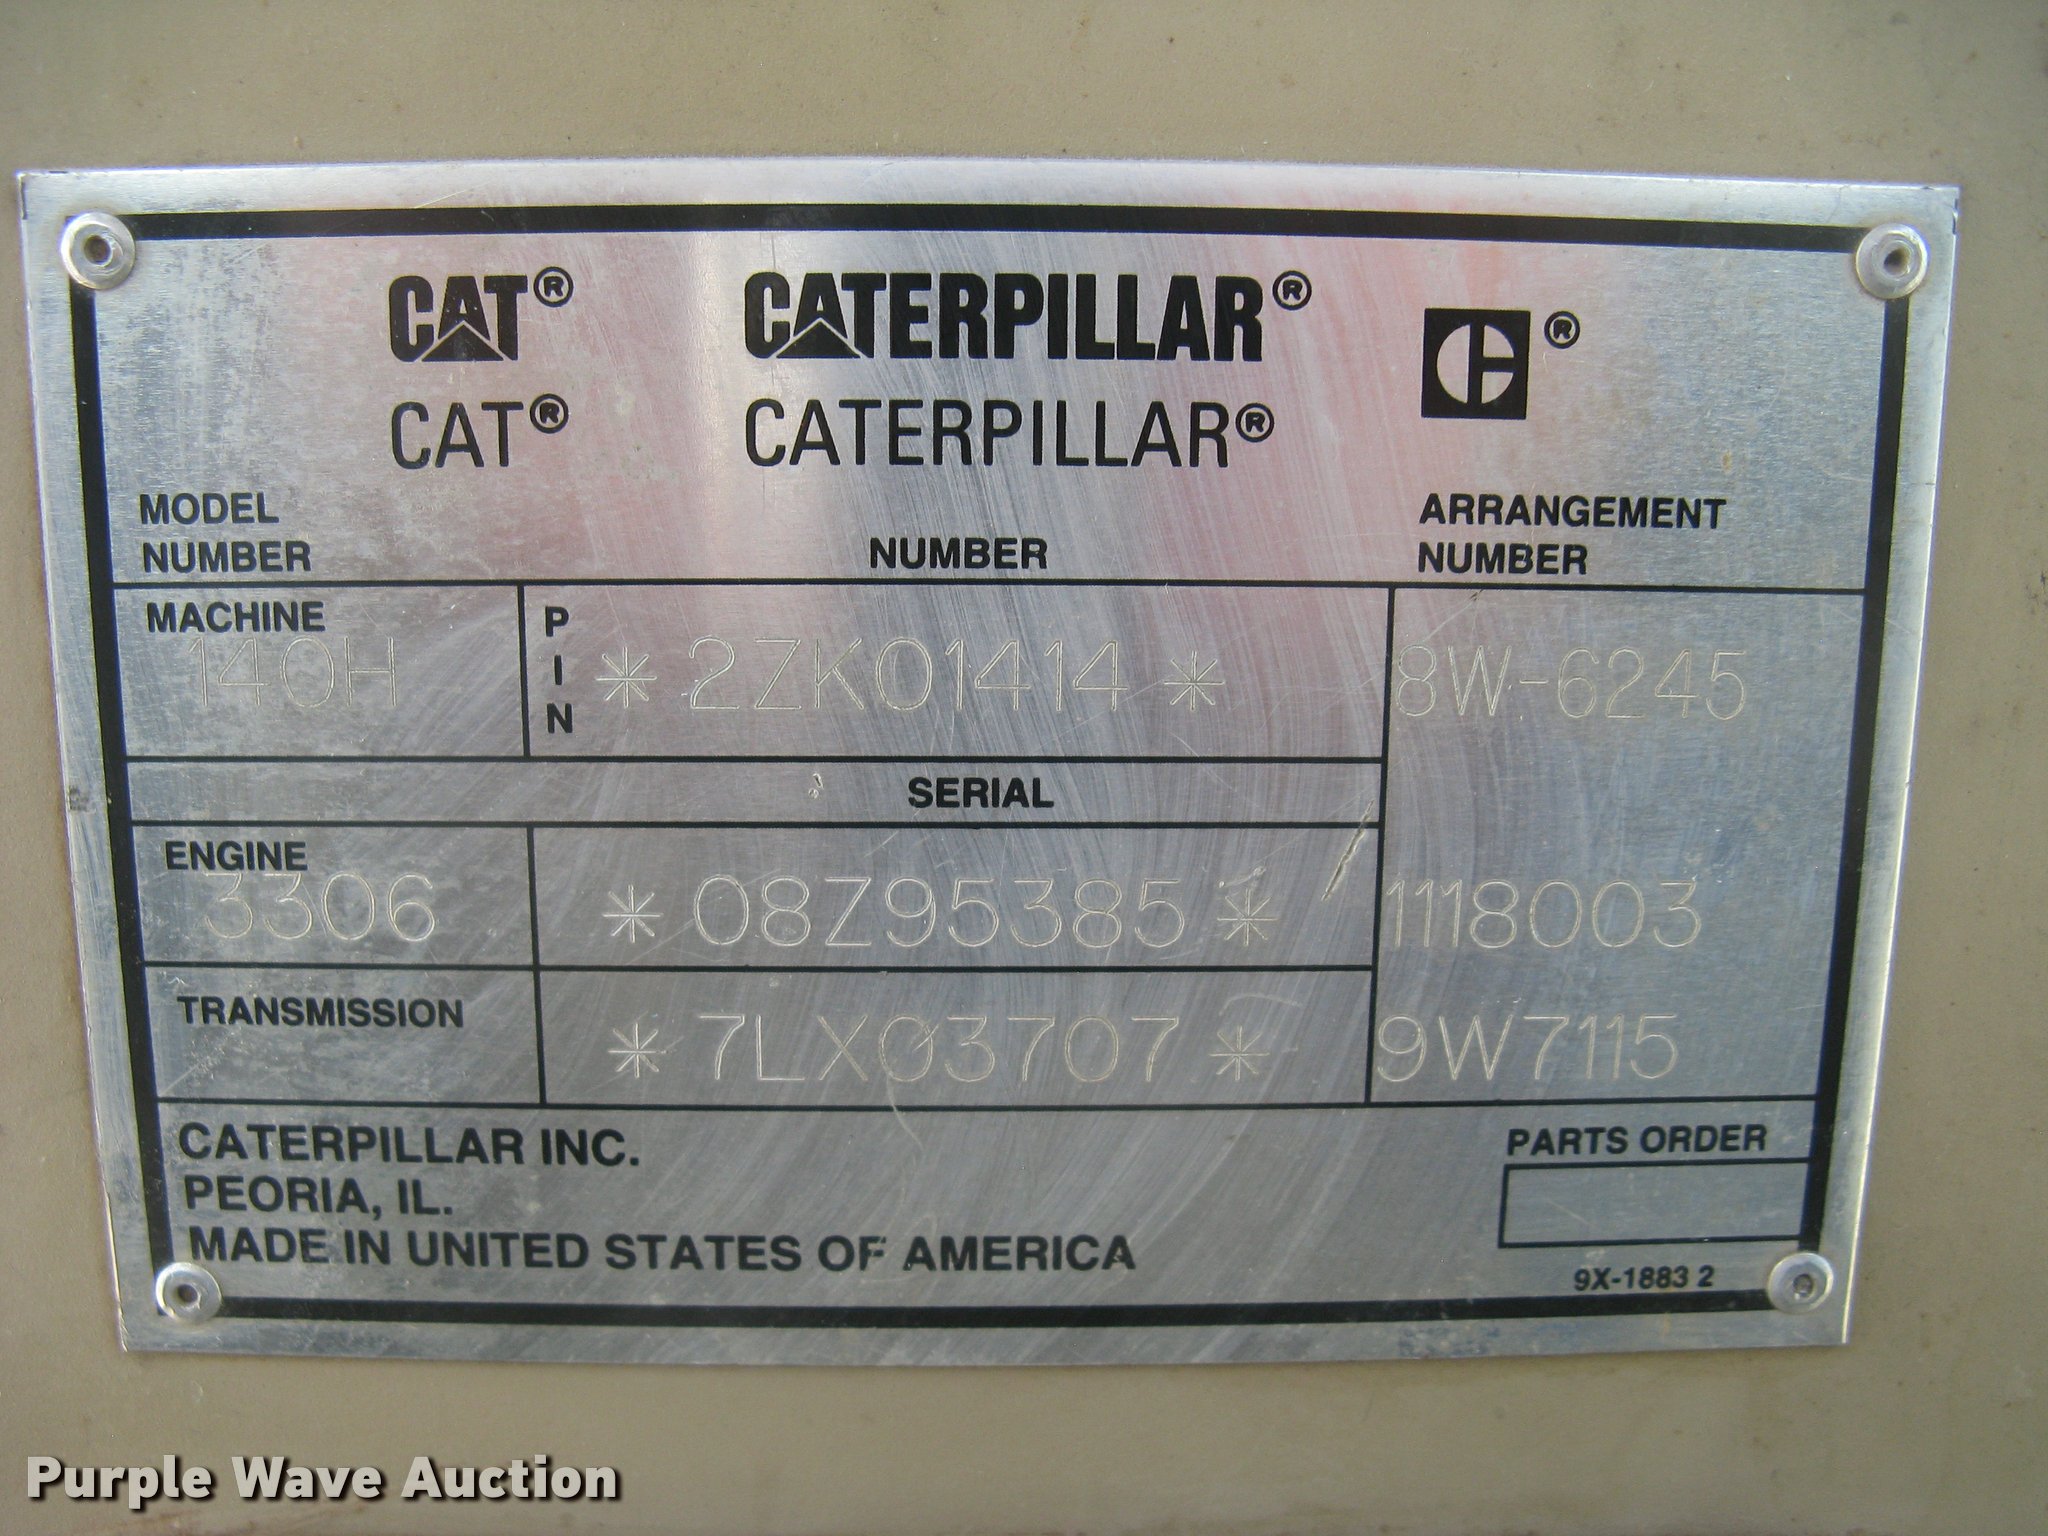 CAT® CATERPILLAR® ®
CAT® CATERPILLAR®
MODEL NUMBER
NUMBER
ARRANGEMENT NUMBER
MACHINE
140H
PIN
*2ZK01414*
8W-6245
SERIAL
ENGINE
3306
*08Z95385*
1118003
TRANSMISSION
*7LX03707*
9W7115
CATERPILLAR INC.
PEORIA, IL.
MADE IN UNITED STATES OF AMERICA
PARTS ORDER
9X-1883 2
Purple Wave Auction